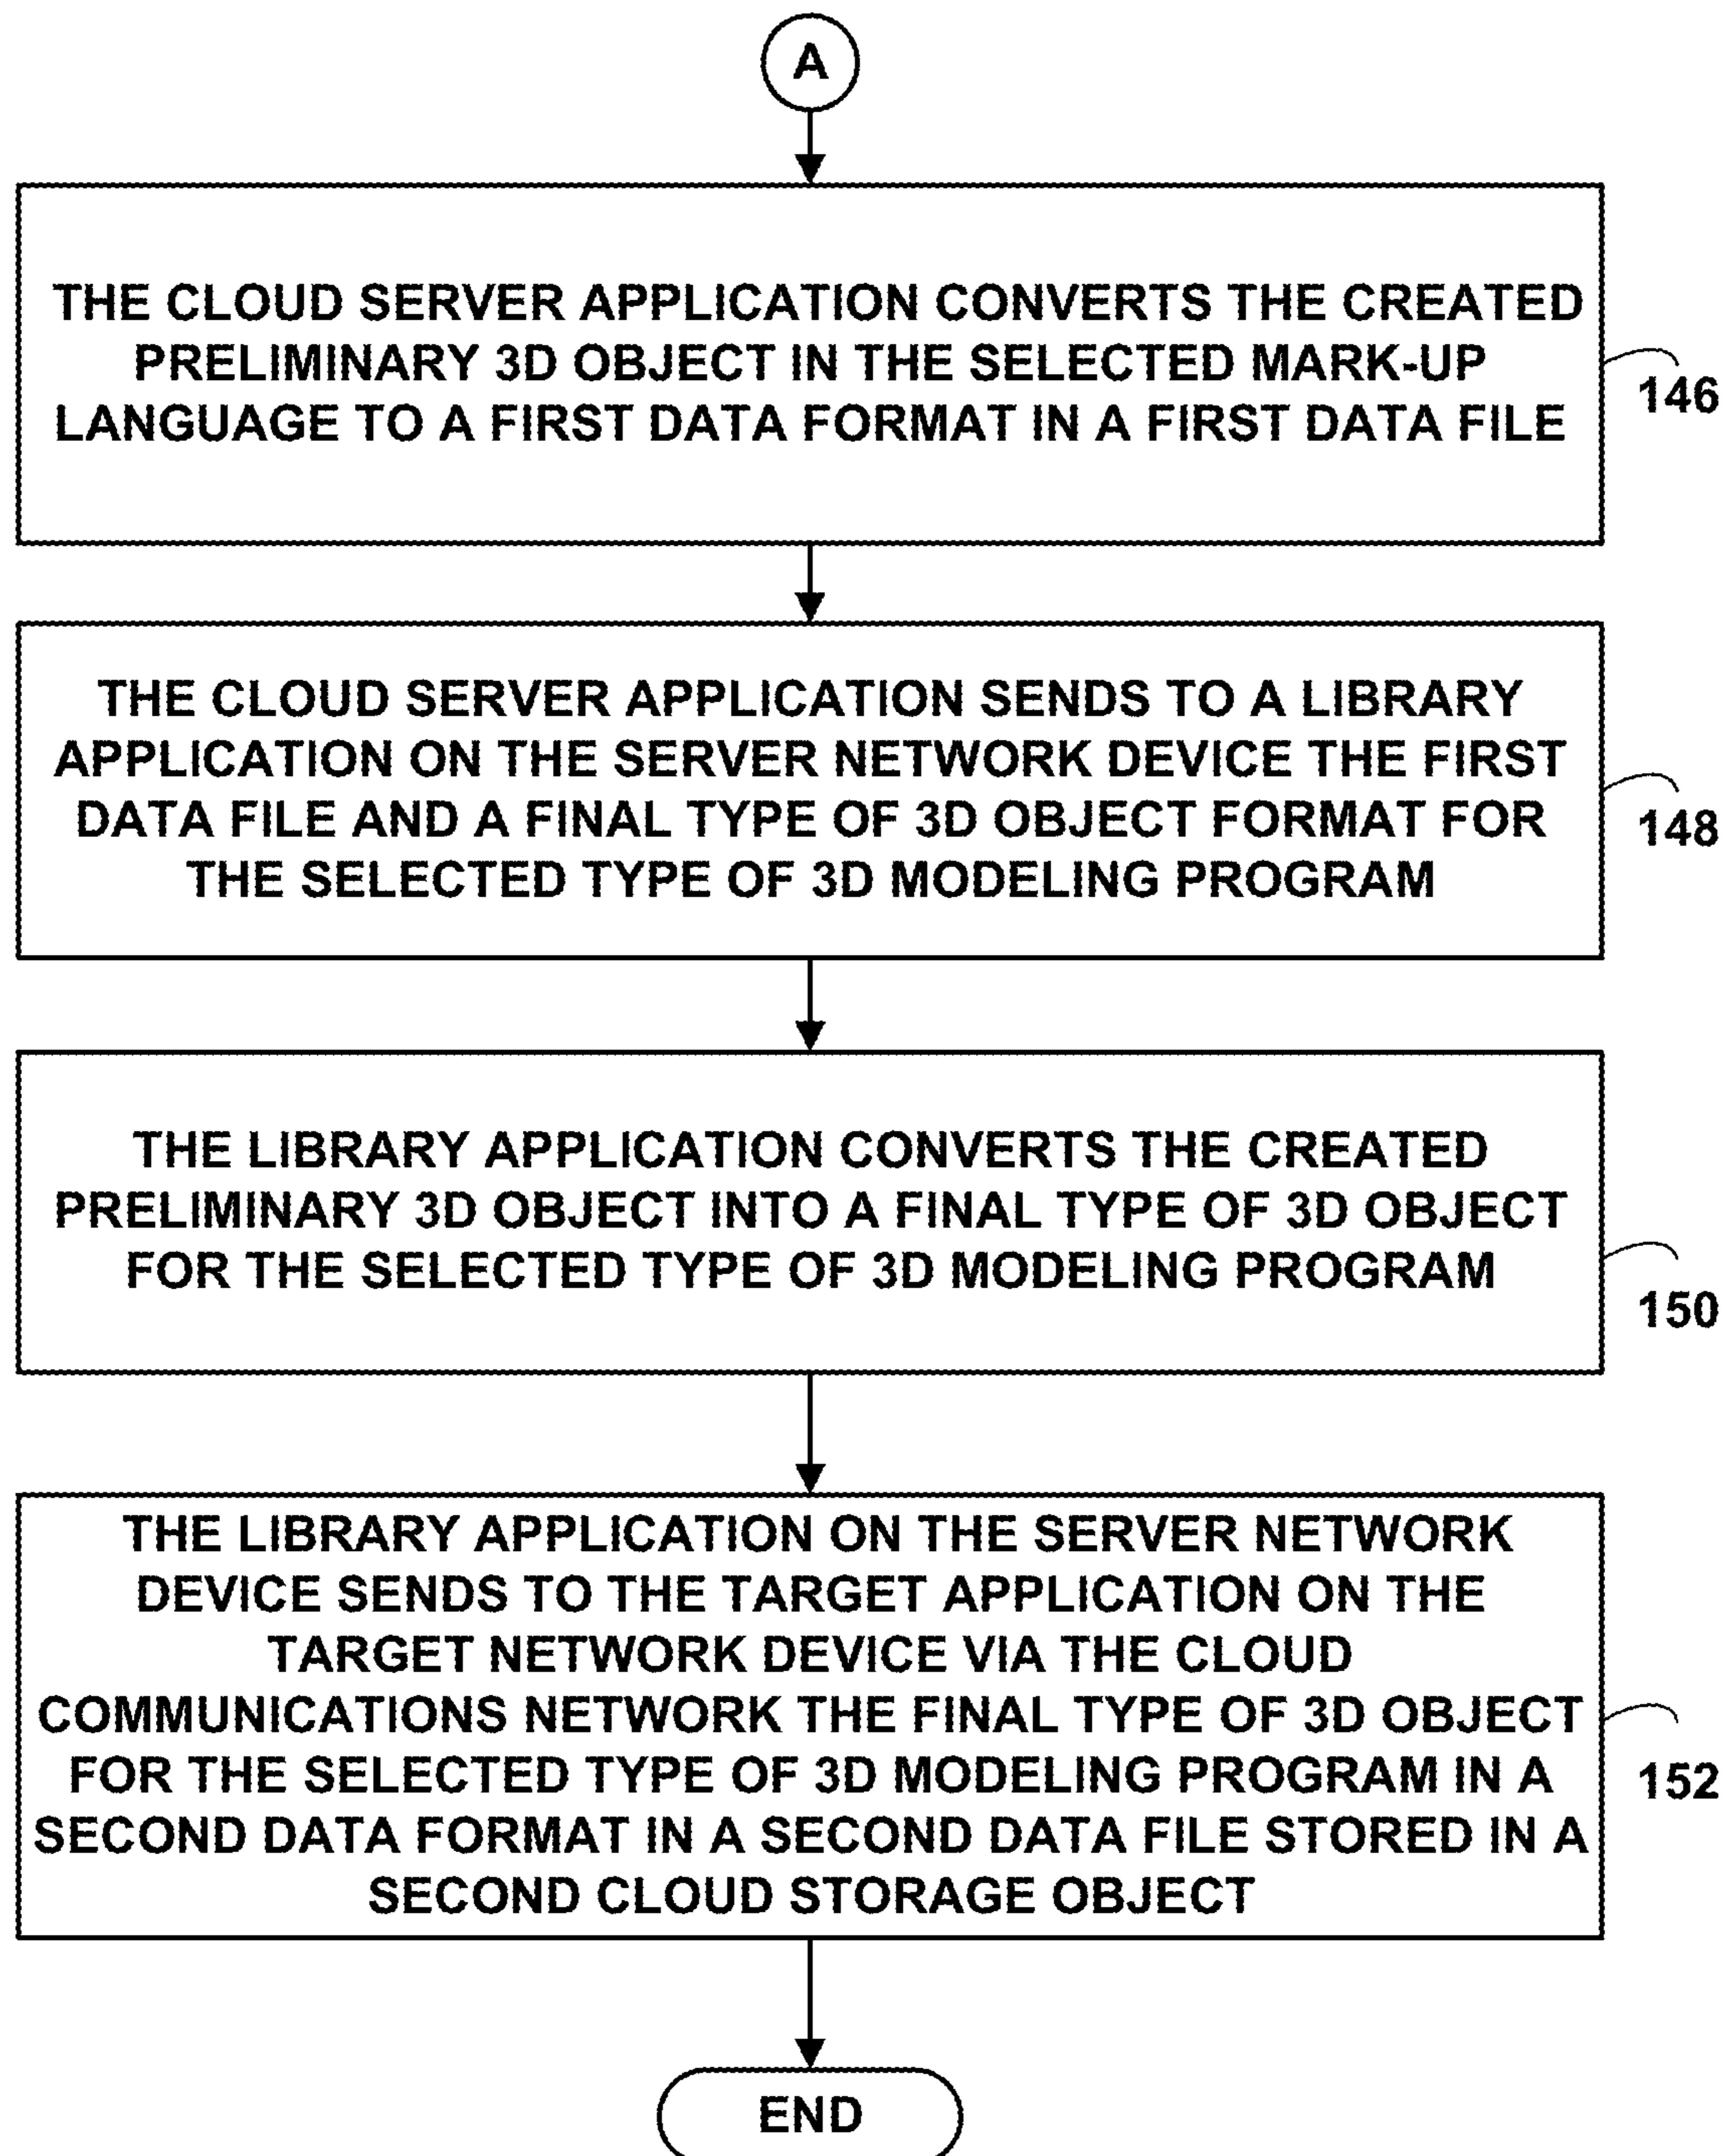 A
THE CLOUD SERVER APPLICATION CONVERTS THE CREATED
PRELIMINARY 3D OBJECT IN THE SELECTED MARK-UP
LANGUAGE TO A FIRST DATA FORMAT IN A FIRST DATA FILE
146
THE CLOUD SERVER APPLICATION SENDS TO A LIBRARY
APPLICATION ON THE SERVER NETWORK DEVICE THE FIRST
DATA FILE AND A FINAL TYPE OF 3D OBJECT FORMAT FOR
THE SELECTED TYPE OF 3D MODELING PROGRAM
148
THE LIBRARY APPLICATION CONVERTS THE CREATED
PRELIMINARY 3D OBJECT INTO A FINAL TYPE OF 3D OBJECT
FOR THE SELECTED TYPE OF 3D MODELING PROGRAM
150
THE LIBRARY APPLICATION ON THE SERVER NETWORK
DEVICE SENDS TO THE TARGET APPLICATION ON THE
TARGET NETWORK DEVICE VIA THE CLOUD
COMMUNICATIONS NETWORK THE FINAL TYPE OF 3D OBJECT
FOR THE SELECTED TYPE OF 3D MODELING PROGRAM IN A
SECOND DATA FORMAT IN A SECOND DATA FILE STORED IN A
SECOND CLOUD STORAGE OBJECT
152
END